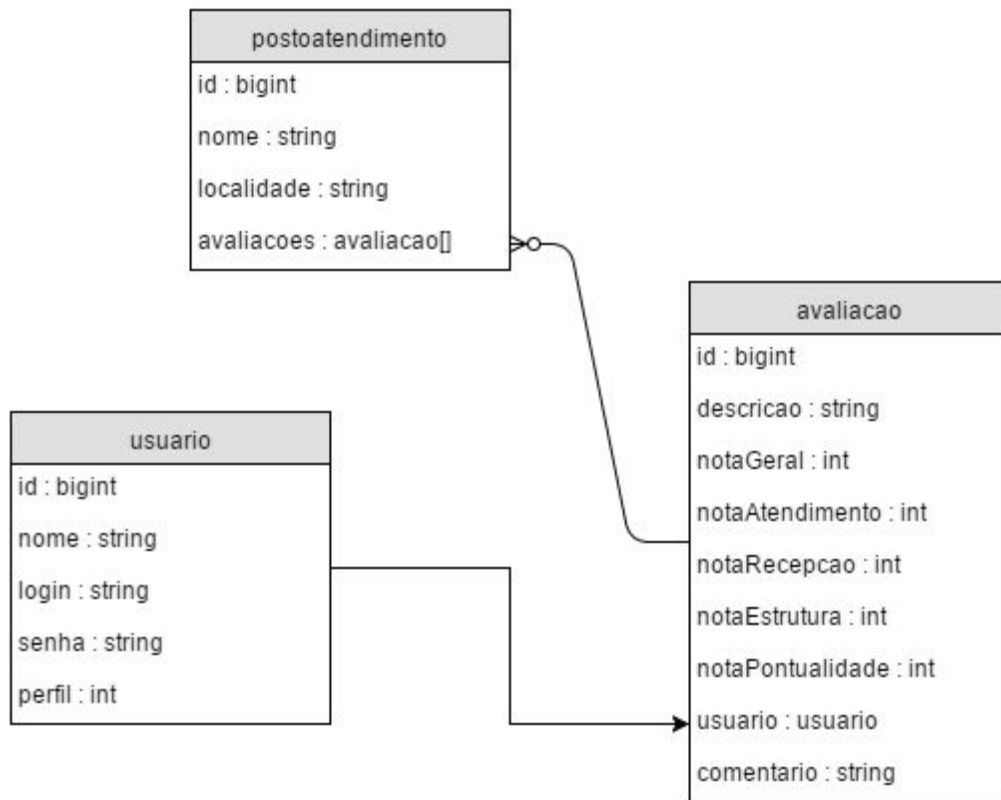 postoatendimento
id : bigint
nome : string
localidade : string
avaliacoes : avaliacao[]
avaliacao
id : bigint
descricao : string
notaGeral : int
notaAtendimento : int
notaRecepcao : int
notaEstrutura : int
notaPontualidade : int
usuario : usuario
comentario : string
usuario
id : bigint
nome : string
login : string
senha : string
perfil : int